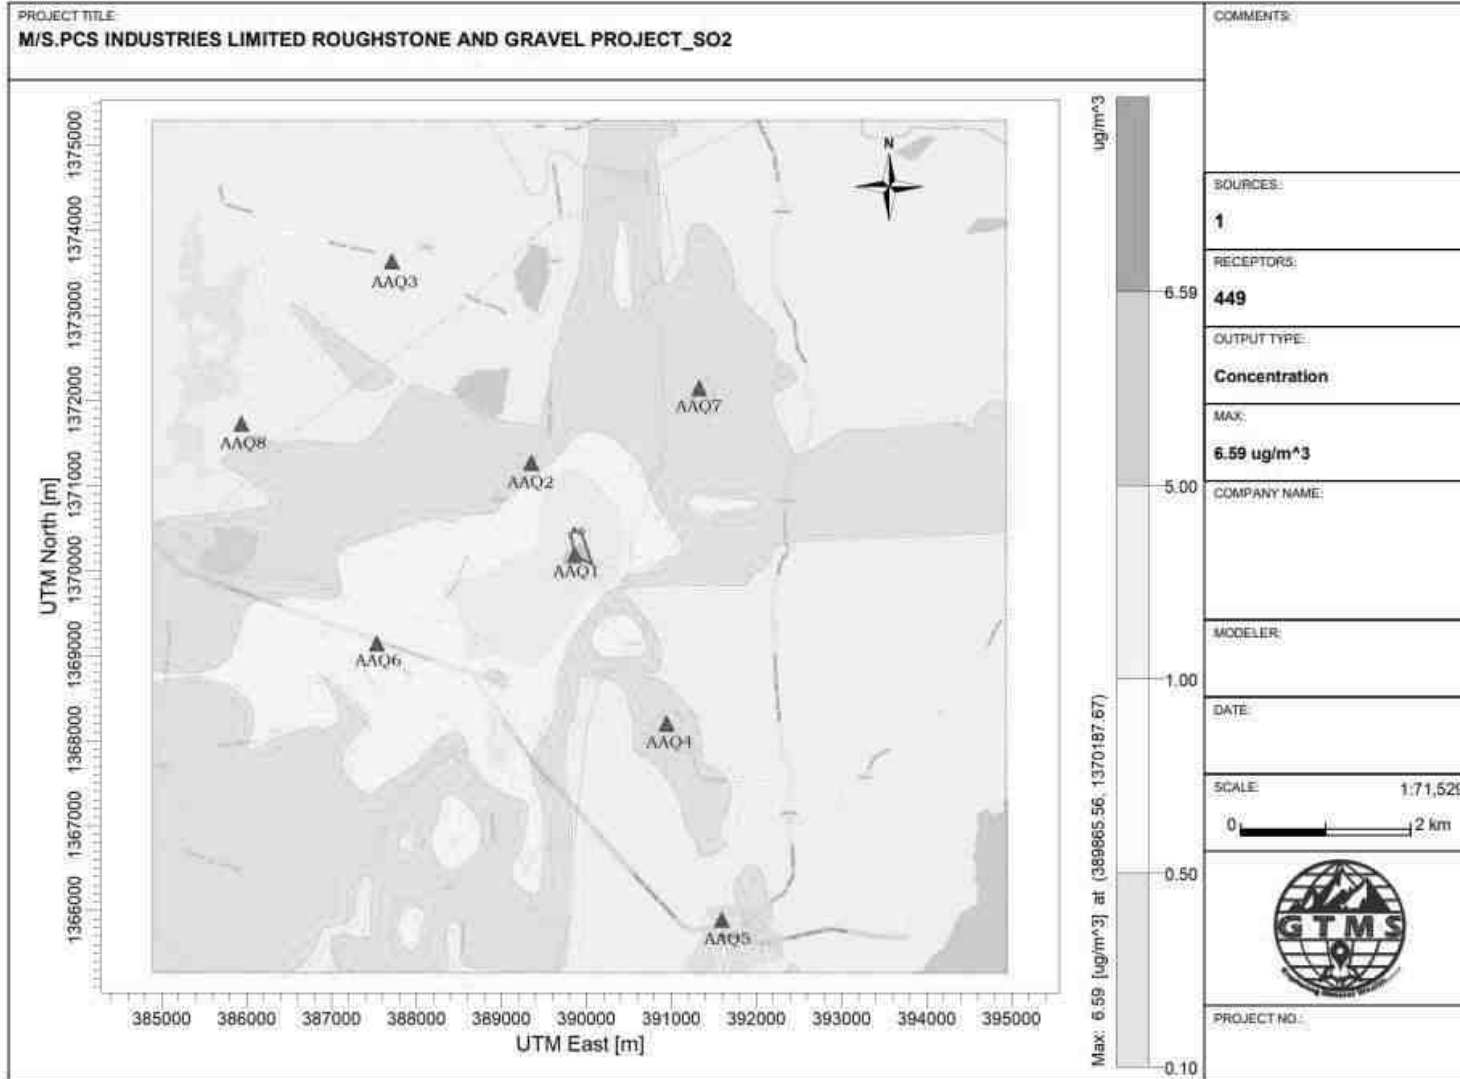 PROJECT TITLE:
M/S.PCS INDUSTRIES LIMITED ROUGHSTONE AND GRAVEL PROJECT_SO2
COMMENTS:
SOURCES:
1
RECEPTORS:
449
OUTPUT TYPE:
Concentration
MAX:
6.59 ug/m^3
COMPANY NAME:
MODELER:
DATE:
SCALE:
1:71,529
0
2 km
GTMS
PROJECT NO.:
UTM North [m]
1375000
1374000
1373000
1372000
1371000
1370000
1369000
1368000
1367000
1366000
N
AAQ3
AAQ7
AAQ8
AAQ2
AAQ1
AAQ6
AAQ4
AAQ5
385000 386000 387000 388000 389000 390000 391000 392000 393000 394000 395000
UTM East [m]
ug/m^3
6.59
5.00
1.00
0.50
0.10
Max: 6.59 [ug/m^3] at (389865.56, 1370187.67)